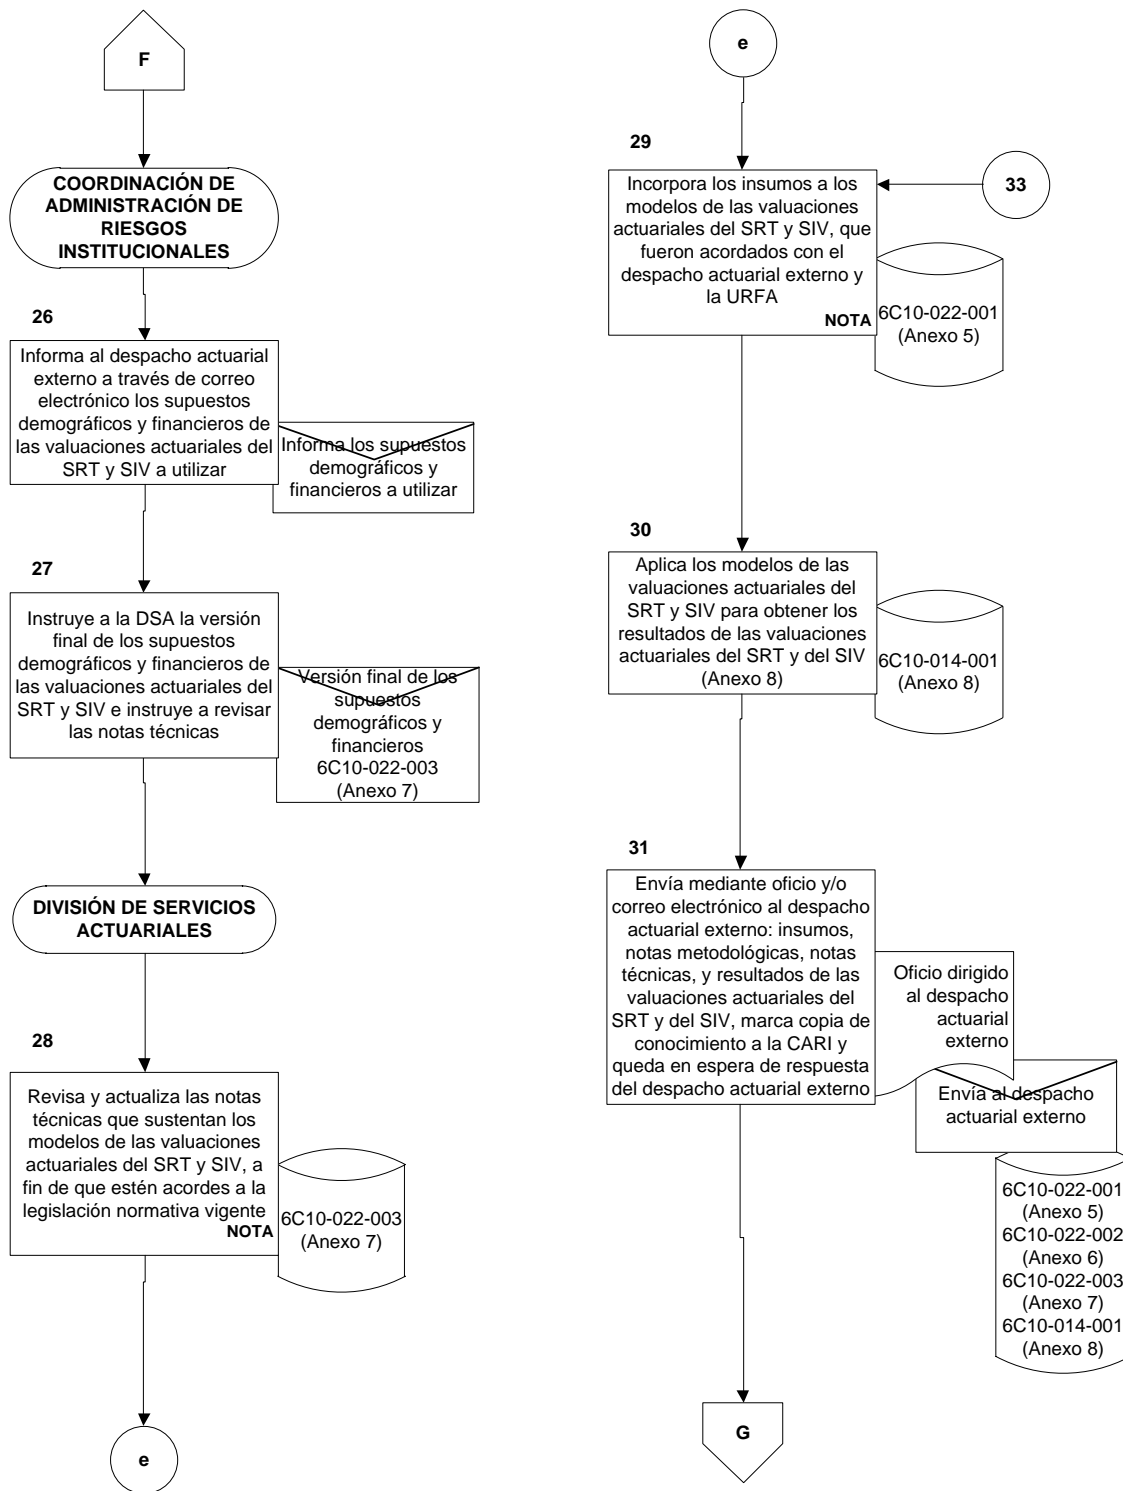 F
COORDINACIÓN DE
ADMINISTRACIÓN DE
RIESGOS
INSTITUCIONALES
26
Informa al despacho actuarial
externo a través de correo
electrónico los supuestos
demográficos y financieros de
las valuaciones actuariales del
SRT y SIV a utilizar
Informa los supuestos
demográficos y
financieros a utilizar
27
Instruye a la DSA la versión
final de los supuestos
demográficos y financieros de
las valuaciones actuariales del
SRT y SIV e instruye a revisar
las notas técnicas
Versión final de los
supuestos
demográficos y
financieros
6C10-022-003
(Anexo 7)
DIVISIÓN DE SERVICIOS
ACTUARIALES
28
Revisa y actualiza las notas
técnicas que sustentan los
modelos de las valuaciones
actuariales del SRT y SIV, a
fin de que estén acordes a la
legislación normativa vigente
NOTA
6C10-022-003
(Anexo 7)
e
e
29
33
Incorpora los insumos a los
modelos de las valuaciones
actuariales del SRT y SIV, que
fueron acordados con el
despacho actuarial externo y
la URFA
NOTA
6C10-022-001
(Anexo 5)
30
Aplica los modelos de las
valuaciones actuariales del
SRT y SIV para obtener los
resultados de las valuaciones
actuariales del SRT y del SIV
(Anexo 8)
6C10-014-001
(Anexo 8)
31
Envía mediante oficio y/o
correo electrónico al despacho
actuarial externo: insumos,
notas metodológicas, notas
técnicas, y resultados de las
valuaciones actuariales del
SRT y del SIV, marca copia de
conocimiento a la CARI y
queda en espera de respuesta
del despacho actuarial externo
Oficio dirigido
al despacho
actuarial
externo
Envía al despacho
actuarial externo
6C10-022-001
(Anexo 5)
6C10-022-002
(Anexo 6)
6C10-022-003
(Anexo 7)
6C10-014-001
(Anexo 8)
G